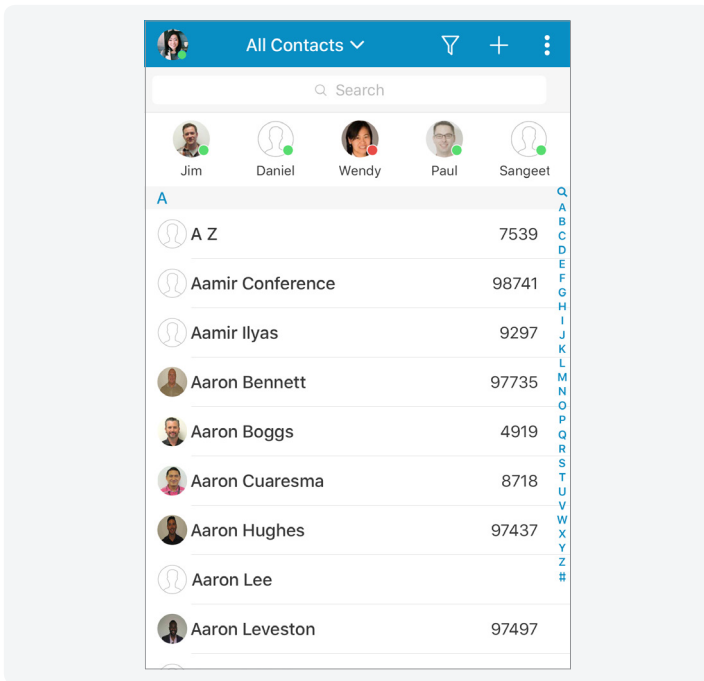 All Contacts
Search
Jim Daniel Wendy Paul Sangeet
A
A Z 7539
Aamir Conference 98741
Aamir Ilyas 9297
Aaron Bennett 97735
Aaron Boggs 4919
Aaron Cuaresma 8718
Aaron Hughes 97437
Aaron Lee
Aaron Leveston 97497
A
B
C
D
E
F
G
H
I
J
K
L
M
N
O
P
Q
R
S
T
U
V
W
X
Y
Z
#